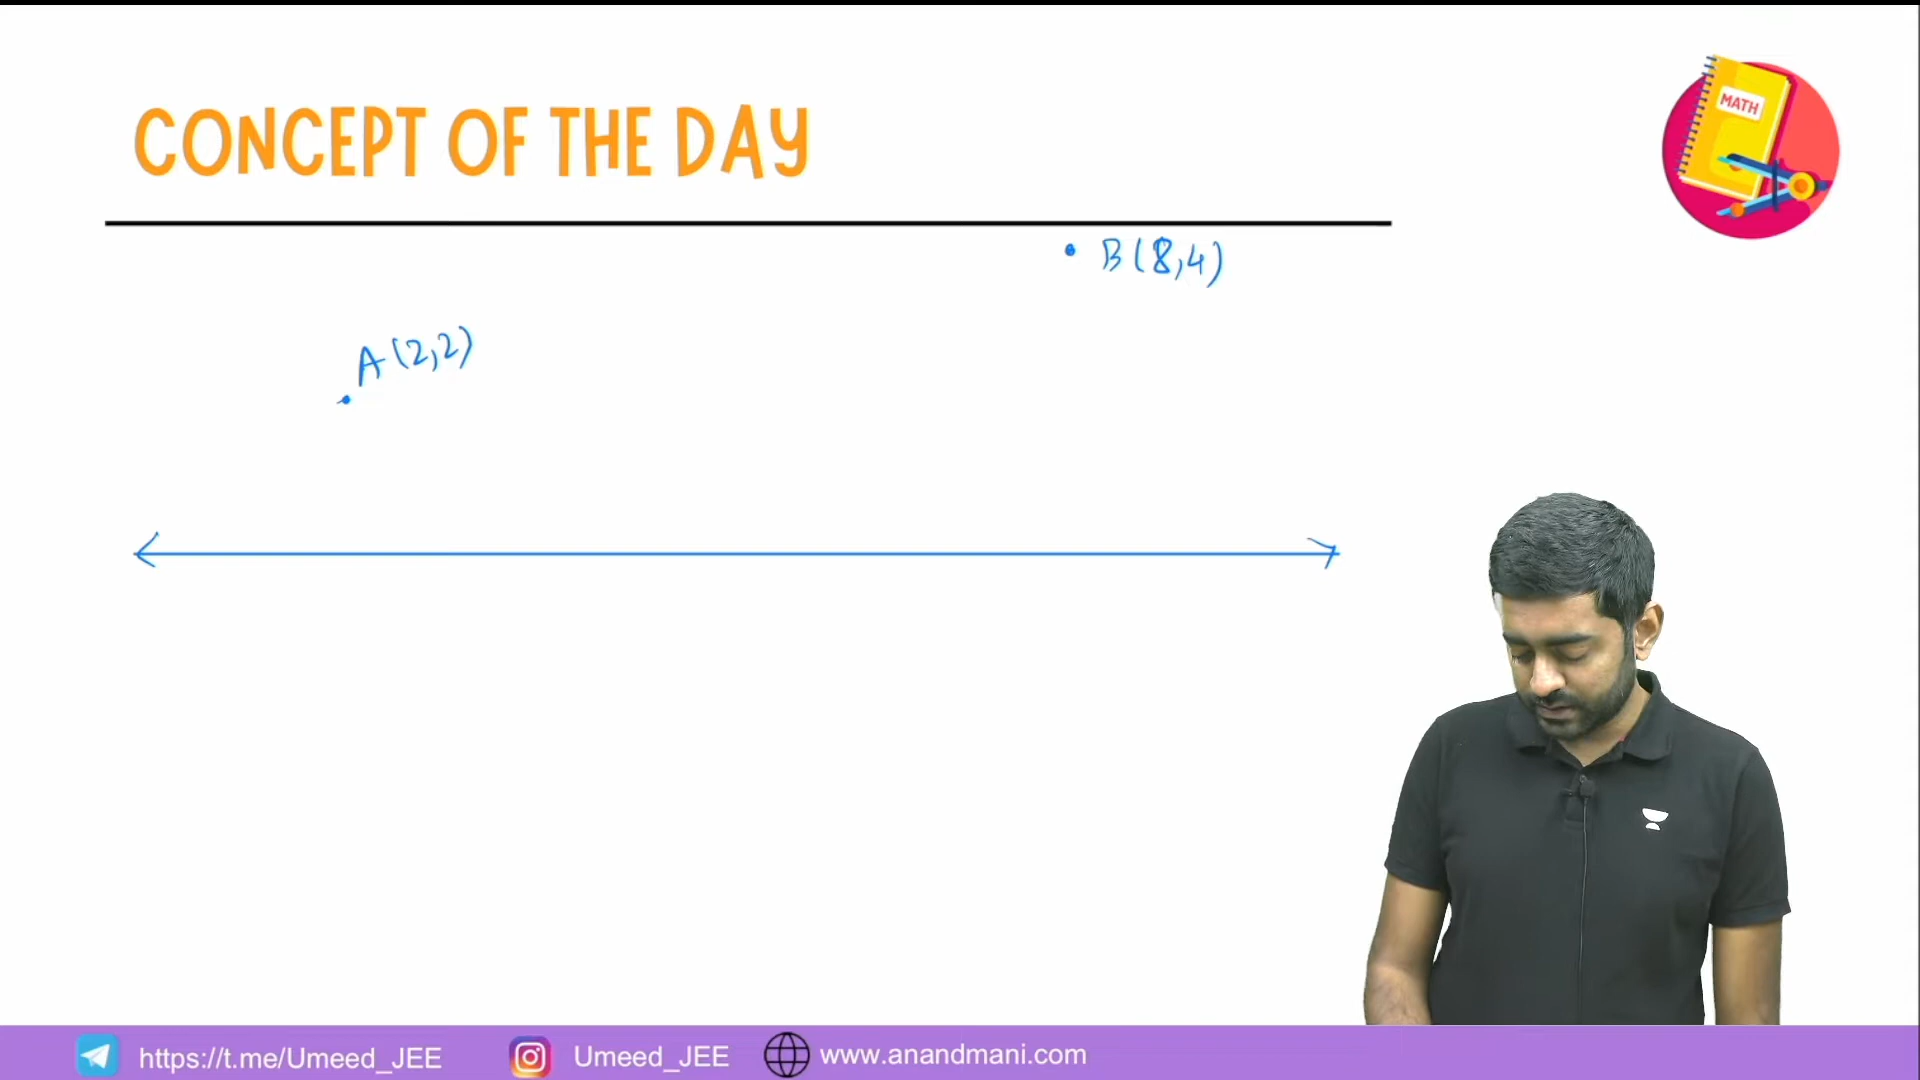 CONCEPT OF THE DAY
MATH
B(8,4)
A(2,2)
https://t.me/Umeed_JEE
Umeed_JEE
www.anandmani.com